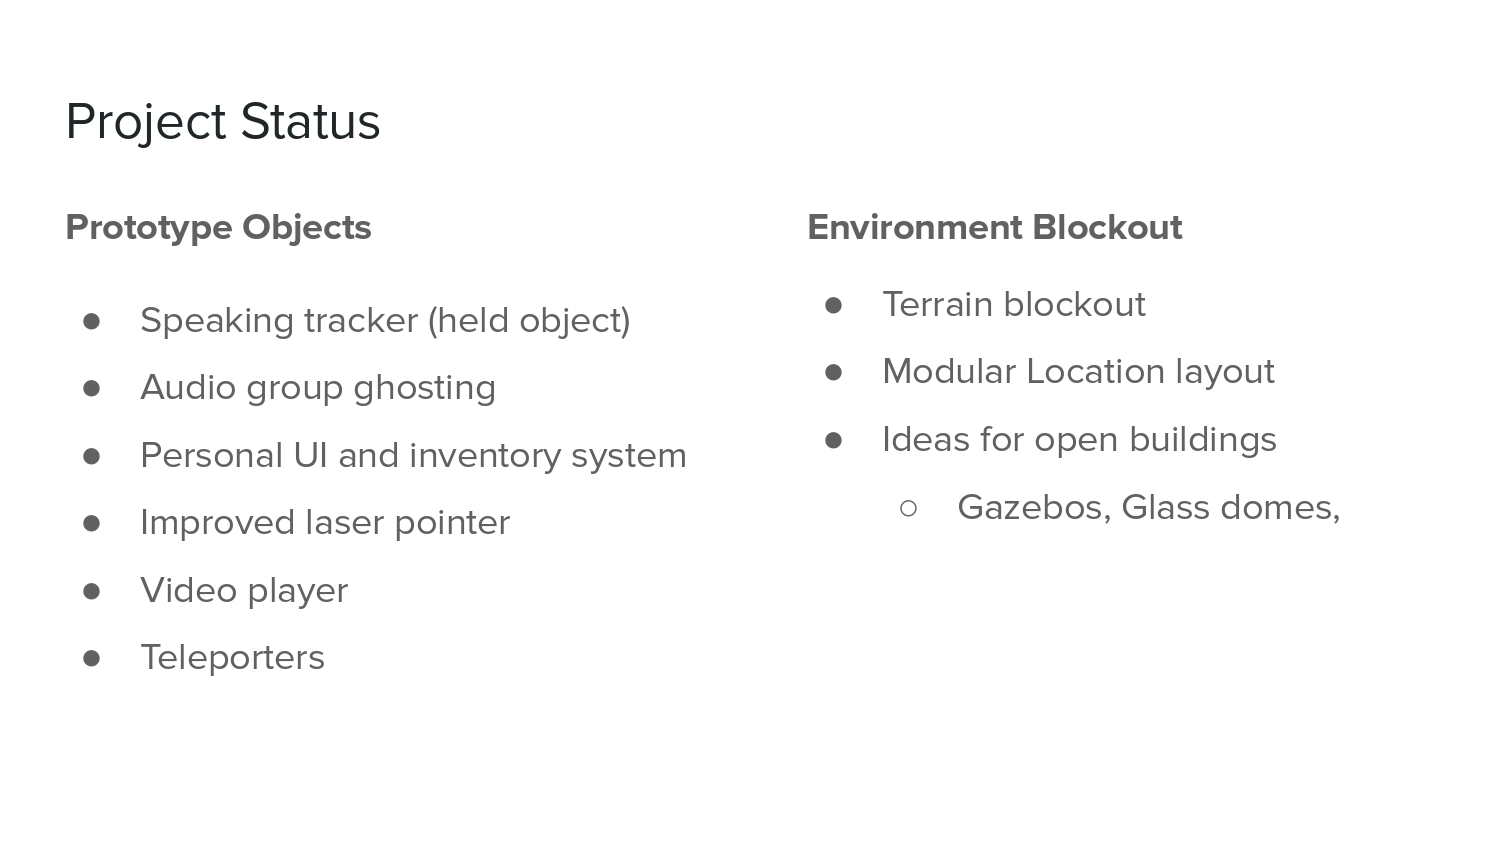 Project Status
Prototype Objects
● Speaking tracker (held object)
● Audio group ghosting
● Personal UI and inventory system
● Improved laser pointer
● Video player
● Teleporters
Environment Blockout
● Terrain blockout
● Modular Location layout
● Ideas for open buildings
○ Gazebos, Glass domes,